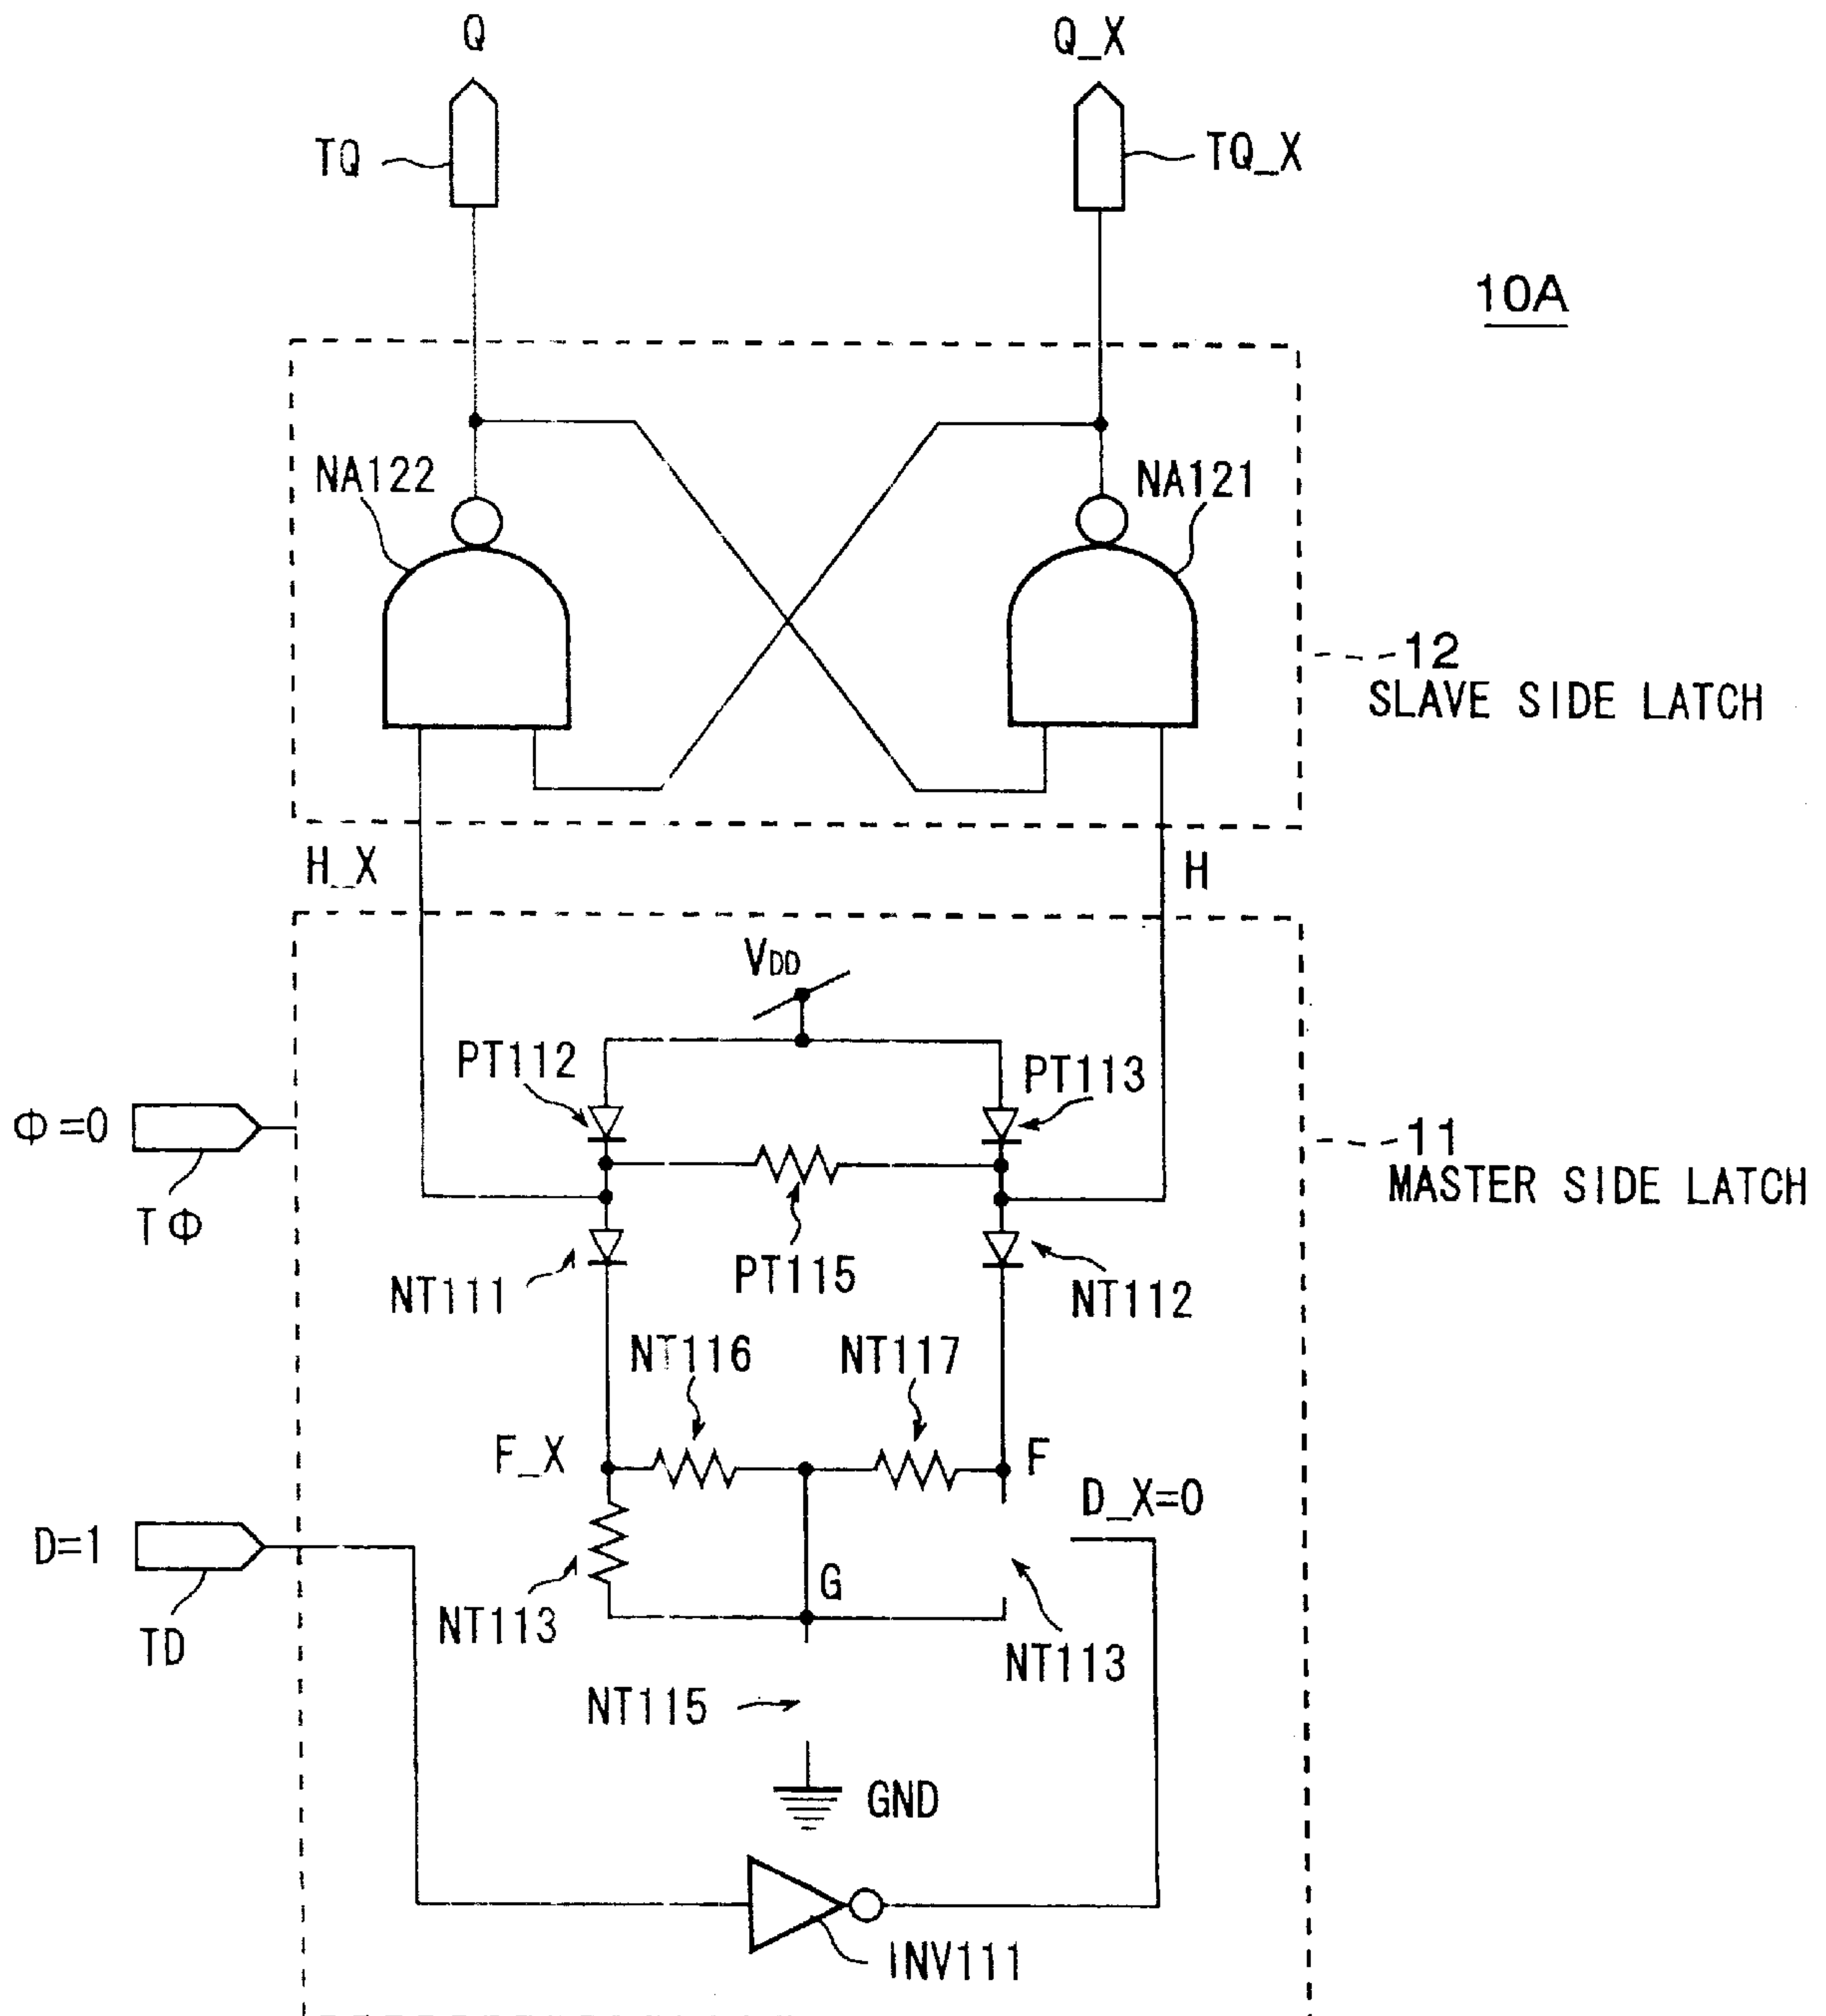 Q
Q_X
TQ
TQ_X
10A
NA122
NA121
12
SLAVE SIDE LATCH
H_X
H
VDD
PT112
PT113
Φ=0
11
MASTER SIDE LATCH
TΦ
PT115
NT111
NT112
NT116
NT117
F_X
F
D_X=0
D=1
G
NT113
TD
NT113
NT115
GND
INV111